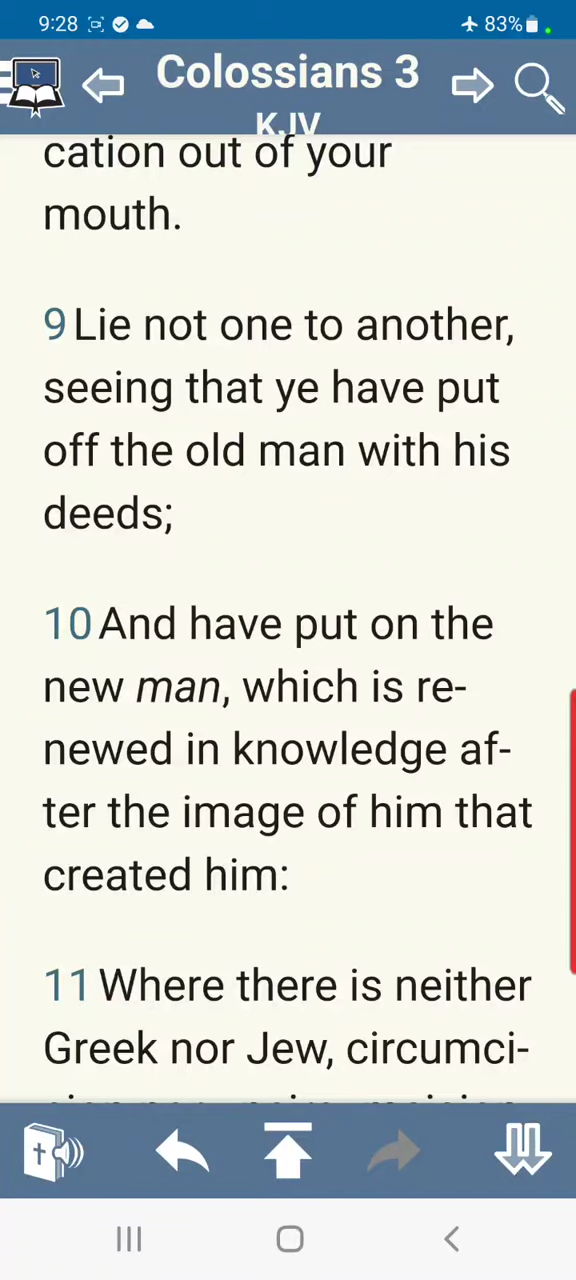 9:28 83%
Colossians 3
KJV
cation out of your
mouth.
9 Lie not one to another,
seeing that ye have put
off the old man with his
deeds;
10 And have put on the
new man, which is re-
newed in knowledge af-
ter the image of him that
created him:
11 Where there is neither
Greek nor Jew, circumci-